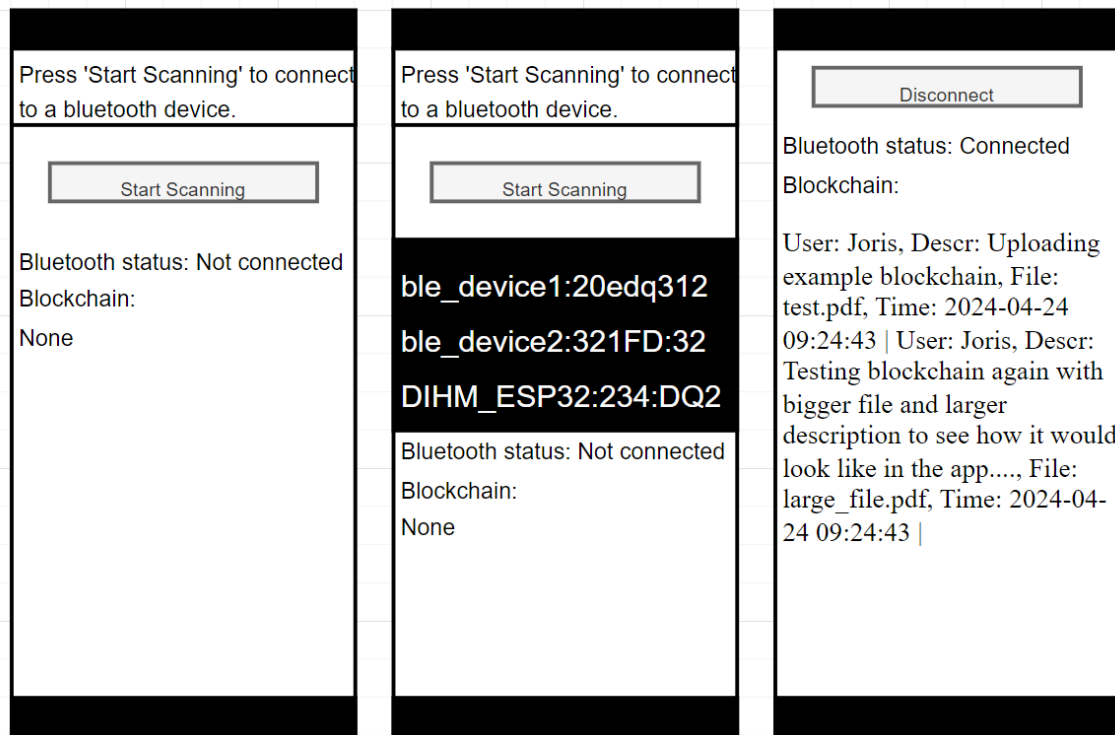 Press 'Start Scanning' to connect
to a bluetooth device.
Start Scanning
Bluetooth status: Not connected
Blockchain:
None
Press 'Start Scanning' to connect
to a bluetooth device.
Start Scanning
ble_device1:20edq312
ble_device2:321FD:32
DIHM_ESP32:234:DQ2
Bluetooth status: Not connected
Blockchain:
None
Disconnect
Bluetooth status: Connected
Blockchain:
User: Joris, Descr: Uploading
example blockchain, File:
test.pdf, Time: 2024-04-24
09:24:43 | User: Joris, Descr:
Testing blockchain again with
bigger file and larger
description to see how it would
look like in the app...., File:
large_file.pdf, Time: 2024-04-
24 09:24:43 |